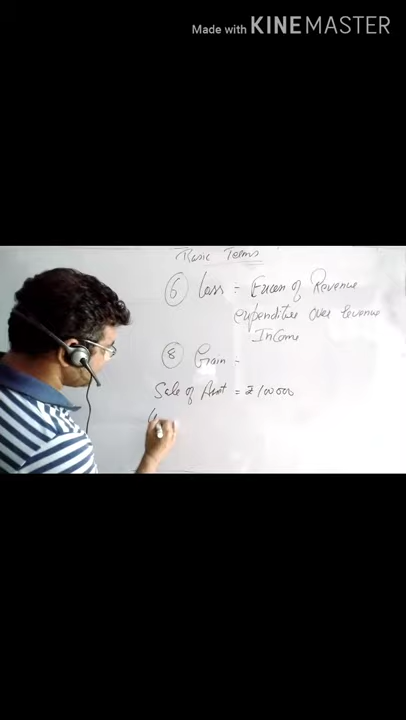 Made with KINEMASTER
Basic Terms
6 Loss = Excess of Revenue
expenditure over revenue
Income
8 Gain =
Sale of Asset = ₹ 100000